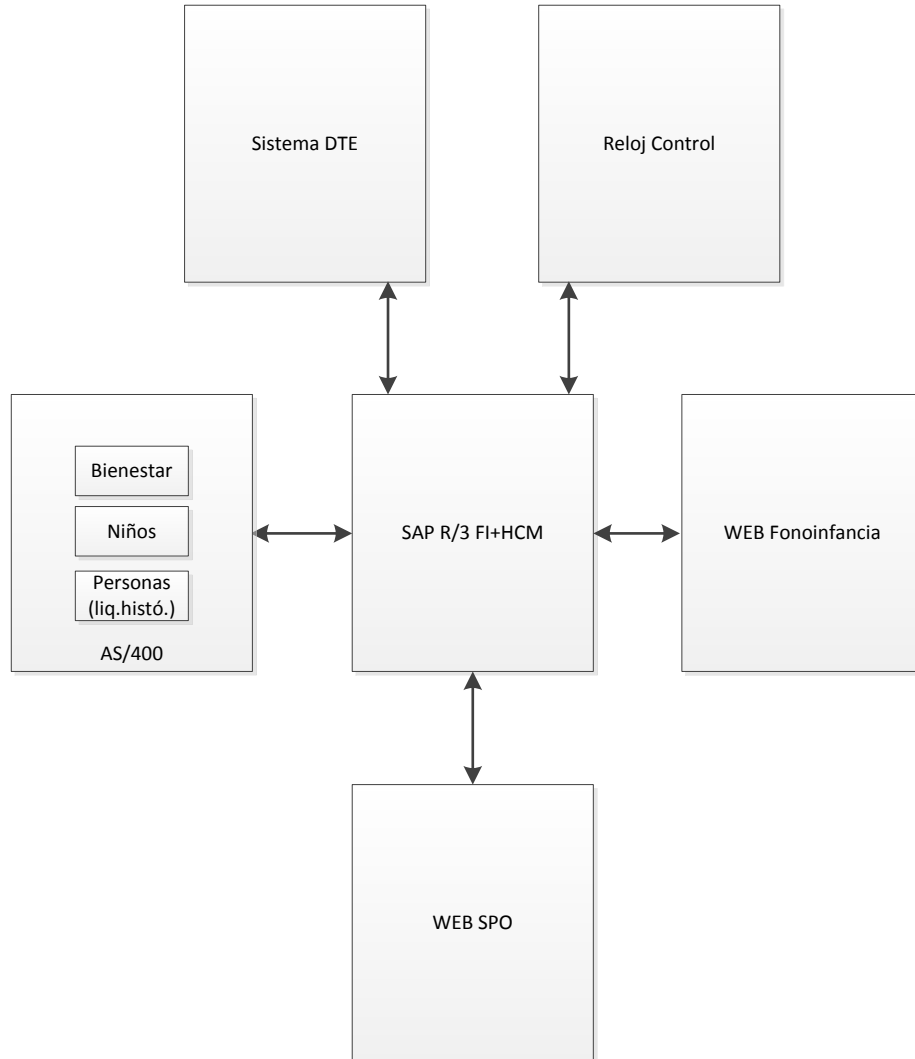 Sistema DTE
Reloj Control
Bienestar
Niños
Personas
(liq.histó.)
AS/400
SAP R/3 FI+HCM
WEB Fonoinfancia
WEB SPO